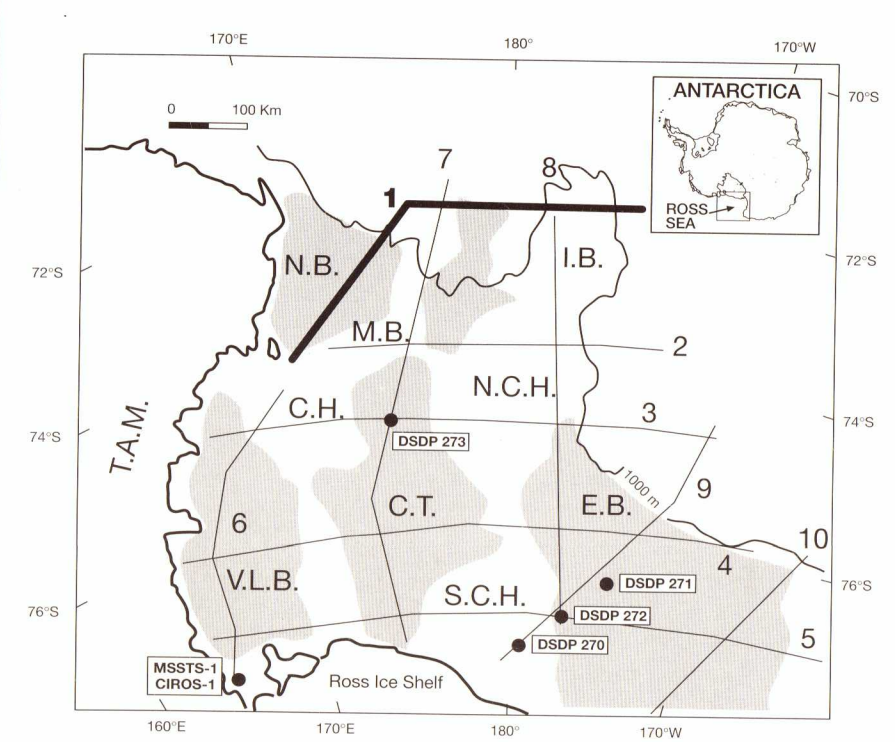 170°E
180°
170°W
0 100 Km
ANTARCTICA
ROSS
SEA
70°S
7
8
1
N.B.
I.B.
72°S
72°S
M.B.
2
N.C.H.
C.H.
3
T.A.M.
DSDP 273
74°S
74°S
1000 m
9
C.T.
E.B.
6
10
4
V.L.B.
DSDP 271
76°S
S.C.H.
76°S
DSDP 272
5
DSDP 270
MSSTS-1
CIROS-1
Ross Ice Shelf
160°E
170°E
180°
170°W